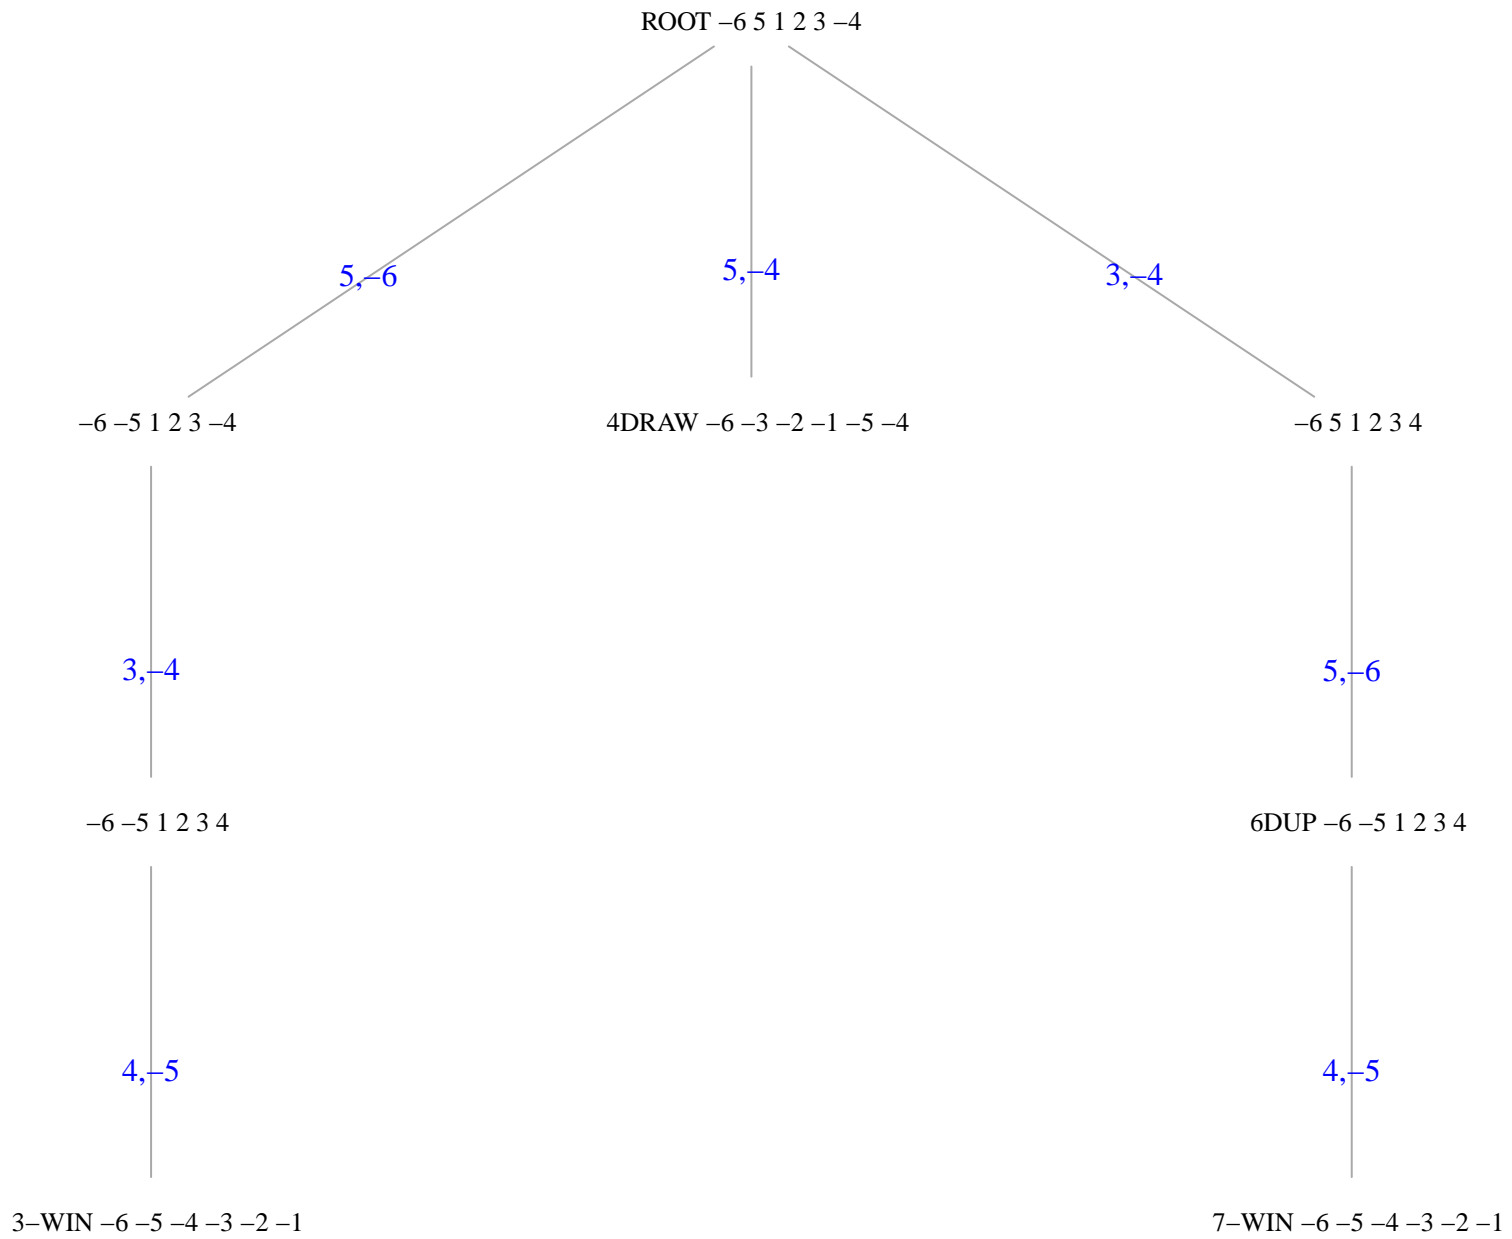 ROOT –6 5 1 2 3 –4
5,–6
5,–4
3,–4
–6 –5 1 2 3 –4
4DRAW –6 –3 –2 –1 –5 –4
–6 5 1 2 3 4
3,–4
5,–6
–6 –5 1 2 3 4
6DUP –6 –5 1 2 3 4
4,–5
4,–5
3–WIN –6 –5 –4 –3 –2 –1
7–WIN –6 –5 –4 –3 –2 –1